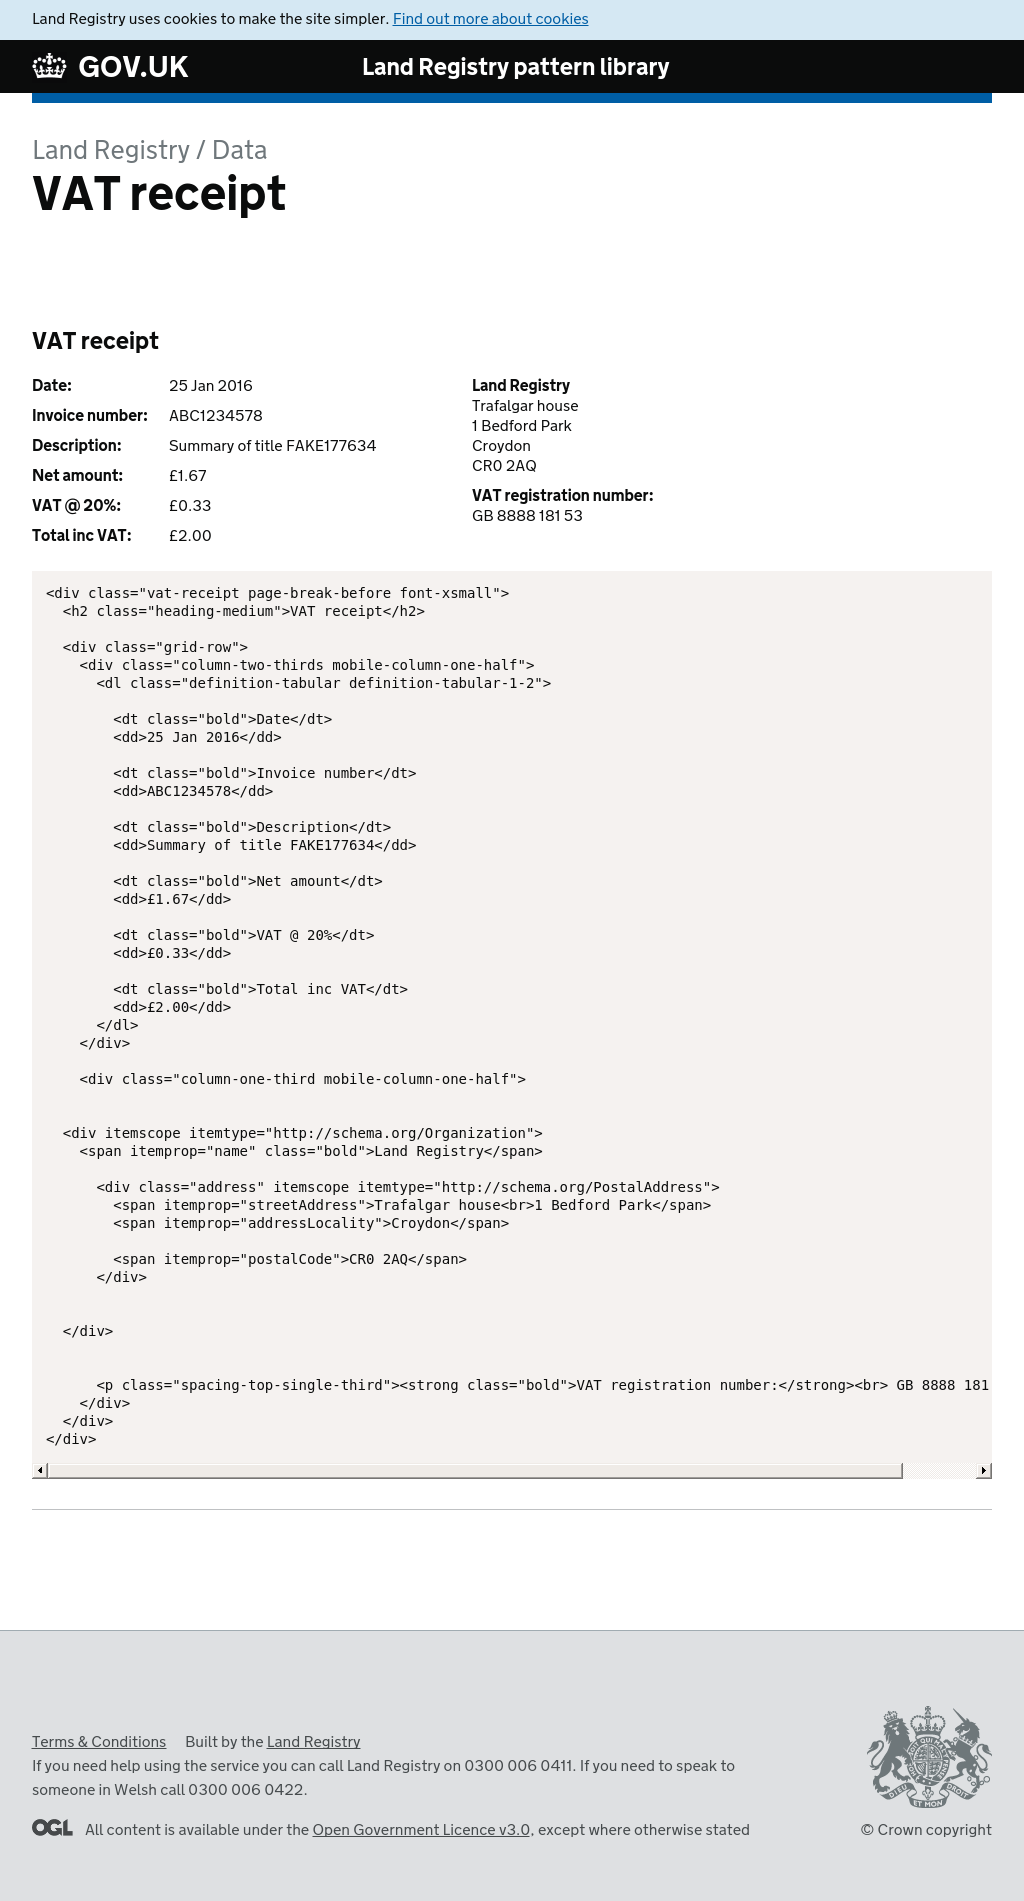 Land Registry uses cookies to make the site simpler. Find out more about cookies
GOV.UK
Land Registry pattern library
Land Registry / Data
VAT receipt
VAT receipt
Date: 25 Jan 2016
Invoice number: ABC1234578
Description: Summary of title FAKE177634
Net amount: £1.67
VAT @ 20%: £0.33
Total inc VAT: £2.00
Land Registry
Trafalgar house
1 Bedford Park
Croydon
CR0 2AQ
VAT registration number:
GB 8888 181 53
<div class="vat-receipt page-break-before font-xsmall">
  <h2 class="heading-medium">VAT receipt</h2>
  <div class="grid-row">
    <div class="column-two-thirds mobile-column-one-half">
      <dl class="definition-tabular definition-tabular-1-2">
        <dt class="bold">Date</dt>
        <dd>25 Jan 2016</dd>
        <dt class="bold">Invoice number</dt>
        <dd>ABC1234578</dd>
        <dt class="bold">Description</dt>
        <dd>Summary of title FAKE177634</dd>
        <dt class="bold">Net amount</dt>
        <dd>£1.67</dd>
        <dt class="bold">VAT @ 20%</dt>
        <dd>£0.33</dd>
        <dt class="bold">Total inc VAT</dt>
        <dd>£2.00</dd>
      </dl>
    </div>
    <div class="column-one-third mobile-column-one-half">
  <div itemscope itemtype="http://schema.org/Organization">
    <span itemprop="name" class="bold">Land Registry</span>
      <div class="address" itemscope itemtype="http://schema.org/PostalAddress">
        <span itemprop="streetAddress">Trafalgar house<br>1 Bedford Park</span>
        <span itemprop="addressLocality">Croydon</span>
        <span itemprop="postalCode">CR0 2AQ</span>
      </div>
  </div>
      <p class="spacing-top-single-third"><strong class="bold">VAT registration number:</strong><br> GB 8888 181
    </div>
  </div>
</div>
Terms & Conditions Built by the Land Registry
If you need help using the service you can call Land Registry on 0300 006 0411. If you need to speak to
someone in Welsh call 0300 006 0422.
OGL All content is available under the Open Government Licence v3.0, except where otherwise stated
© Crown copyright